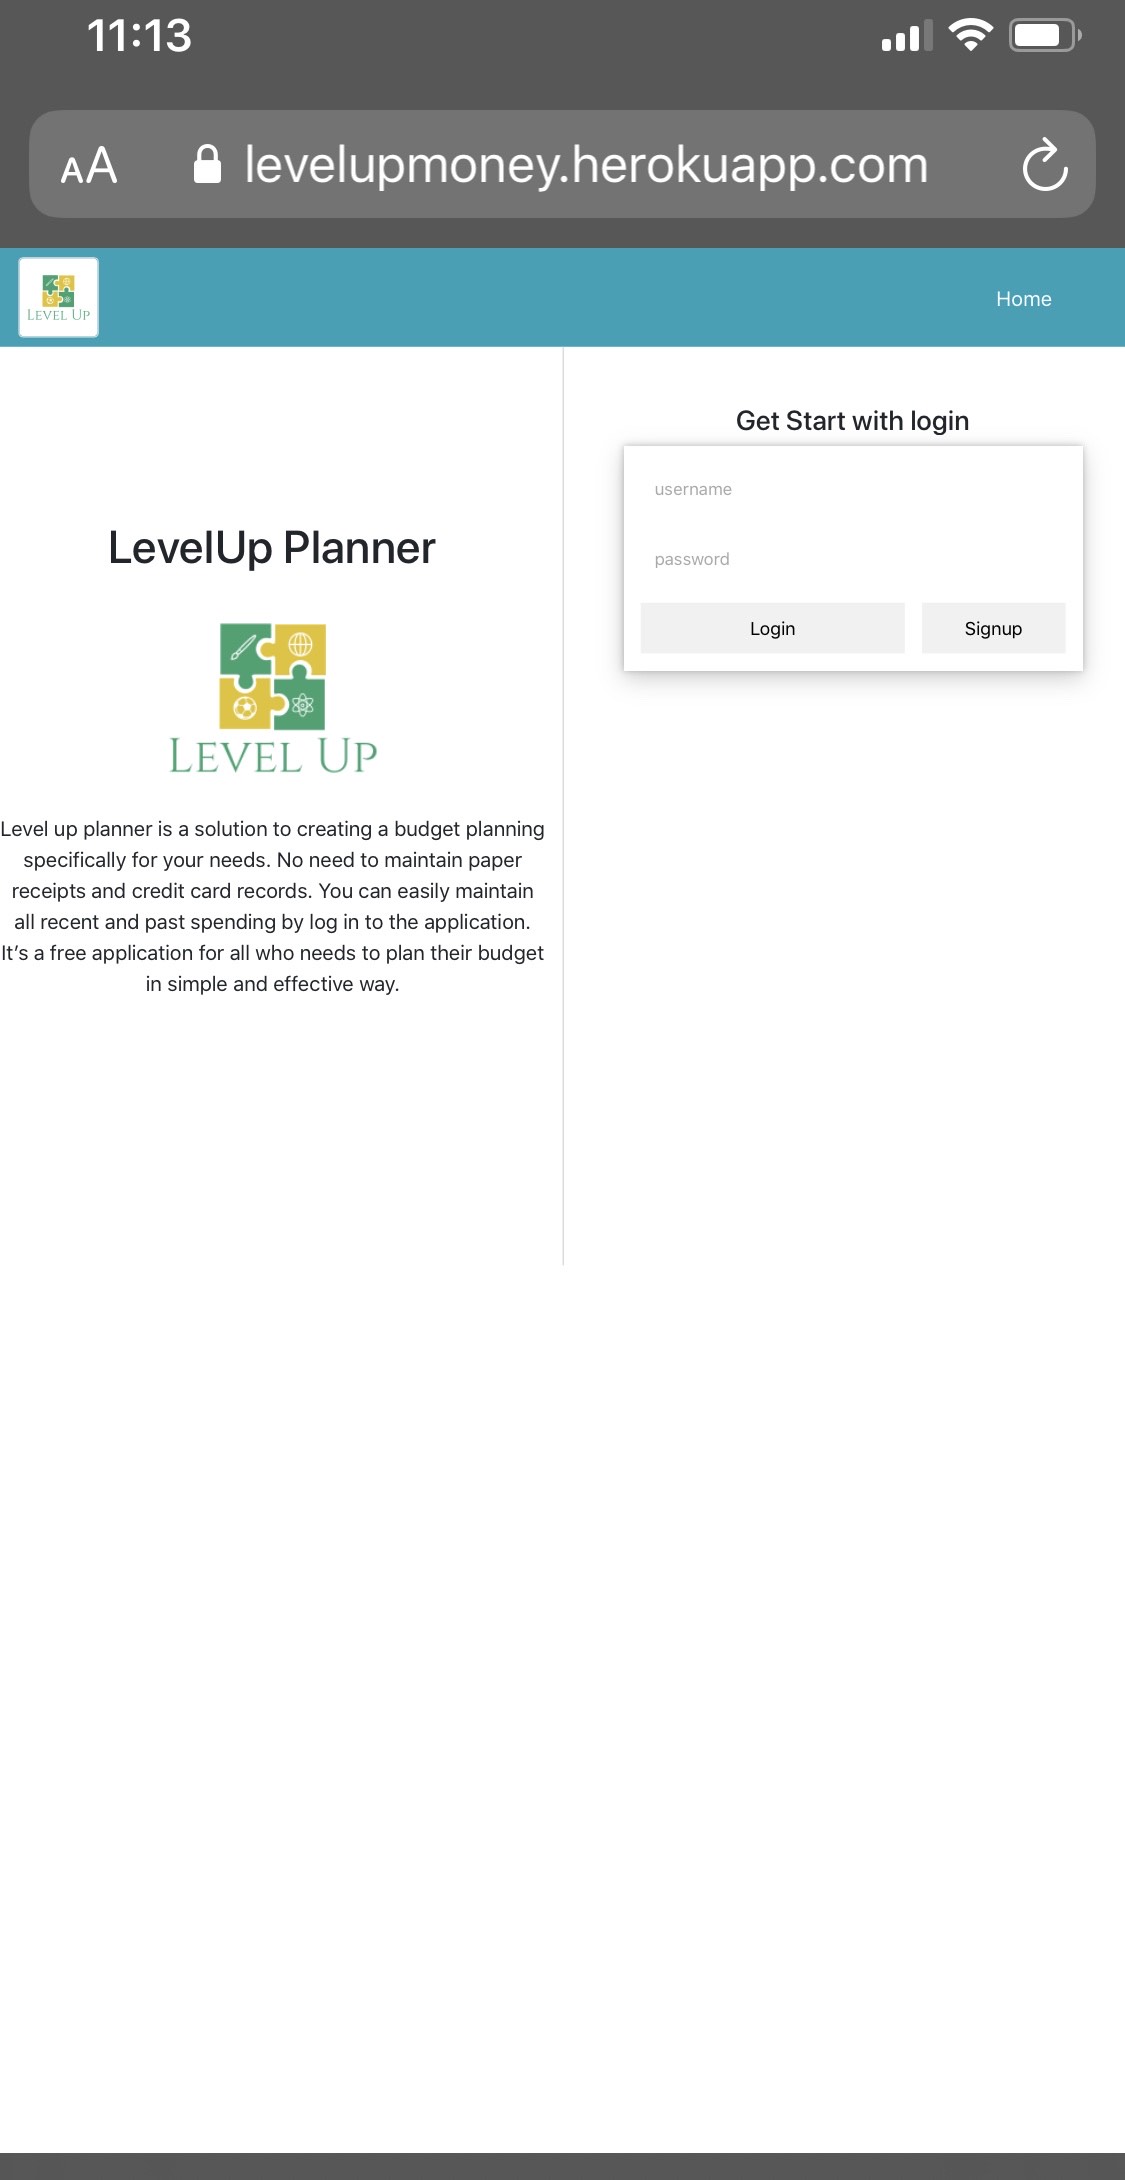 11:13
AA
levelupmoney.herokuapp.com
LEVEL UP
Home
LevelUp Planner
LEVEL UP
Level up planner is a solution to creating a budget planning
specifically for your needs. No need to maintain paper
receipts and credit card records. You can easily maintain
all recent and past spending by log in to the application.
It’s a free application for all who needs to plan their budget
in simple and effective way.
Get Start with login
username
password
Login
Signup